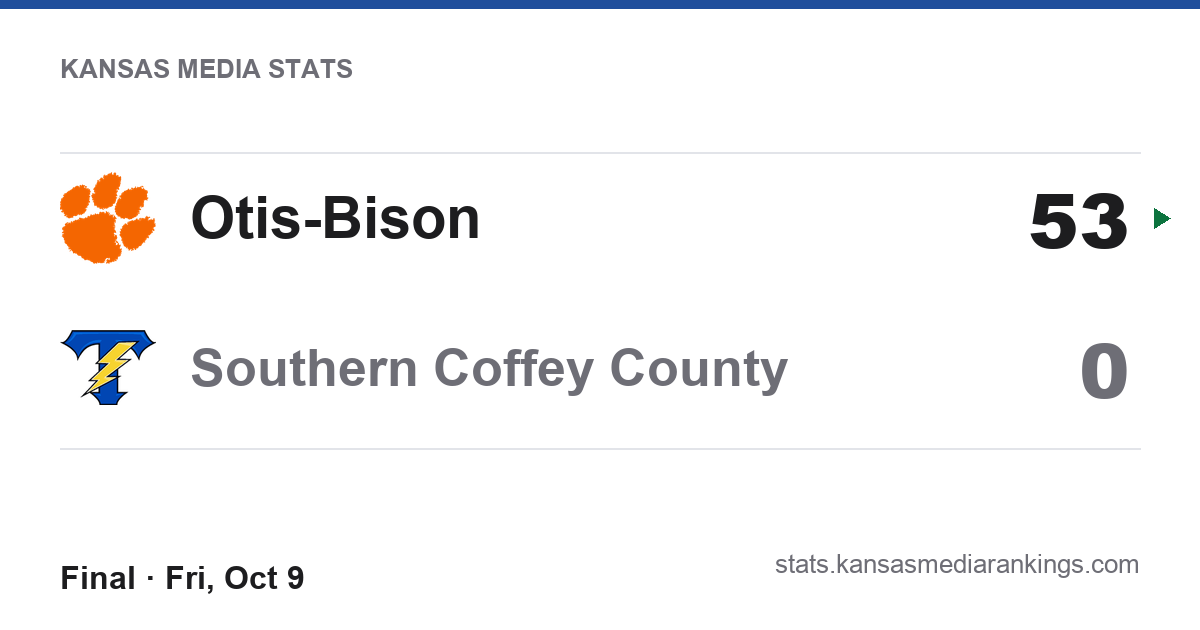 KANSAS MEDIA STATS
Otis-Bison 53
T Southern Coffey County 0
Final · Fri, Oct 9
stats.kansasmediarankings.com